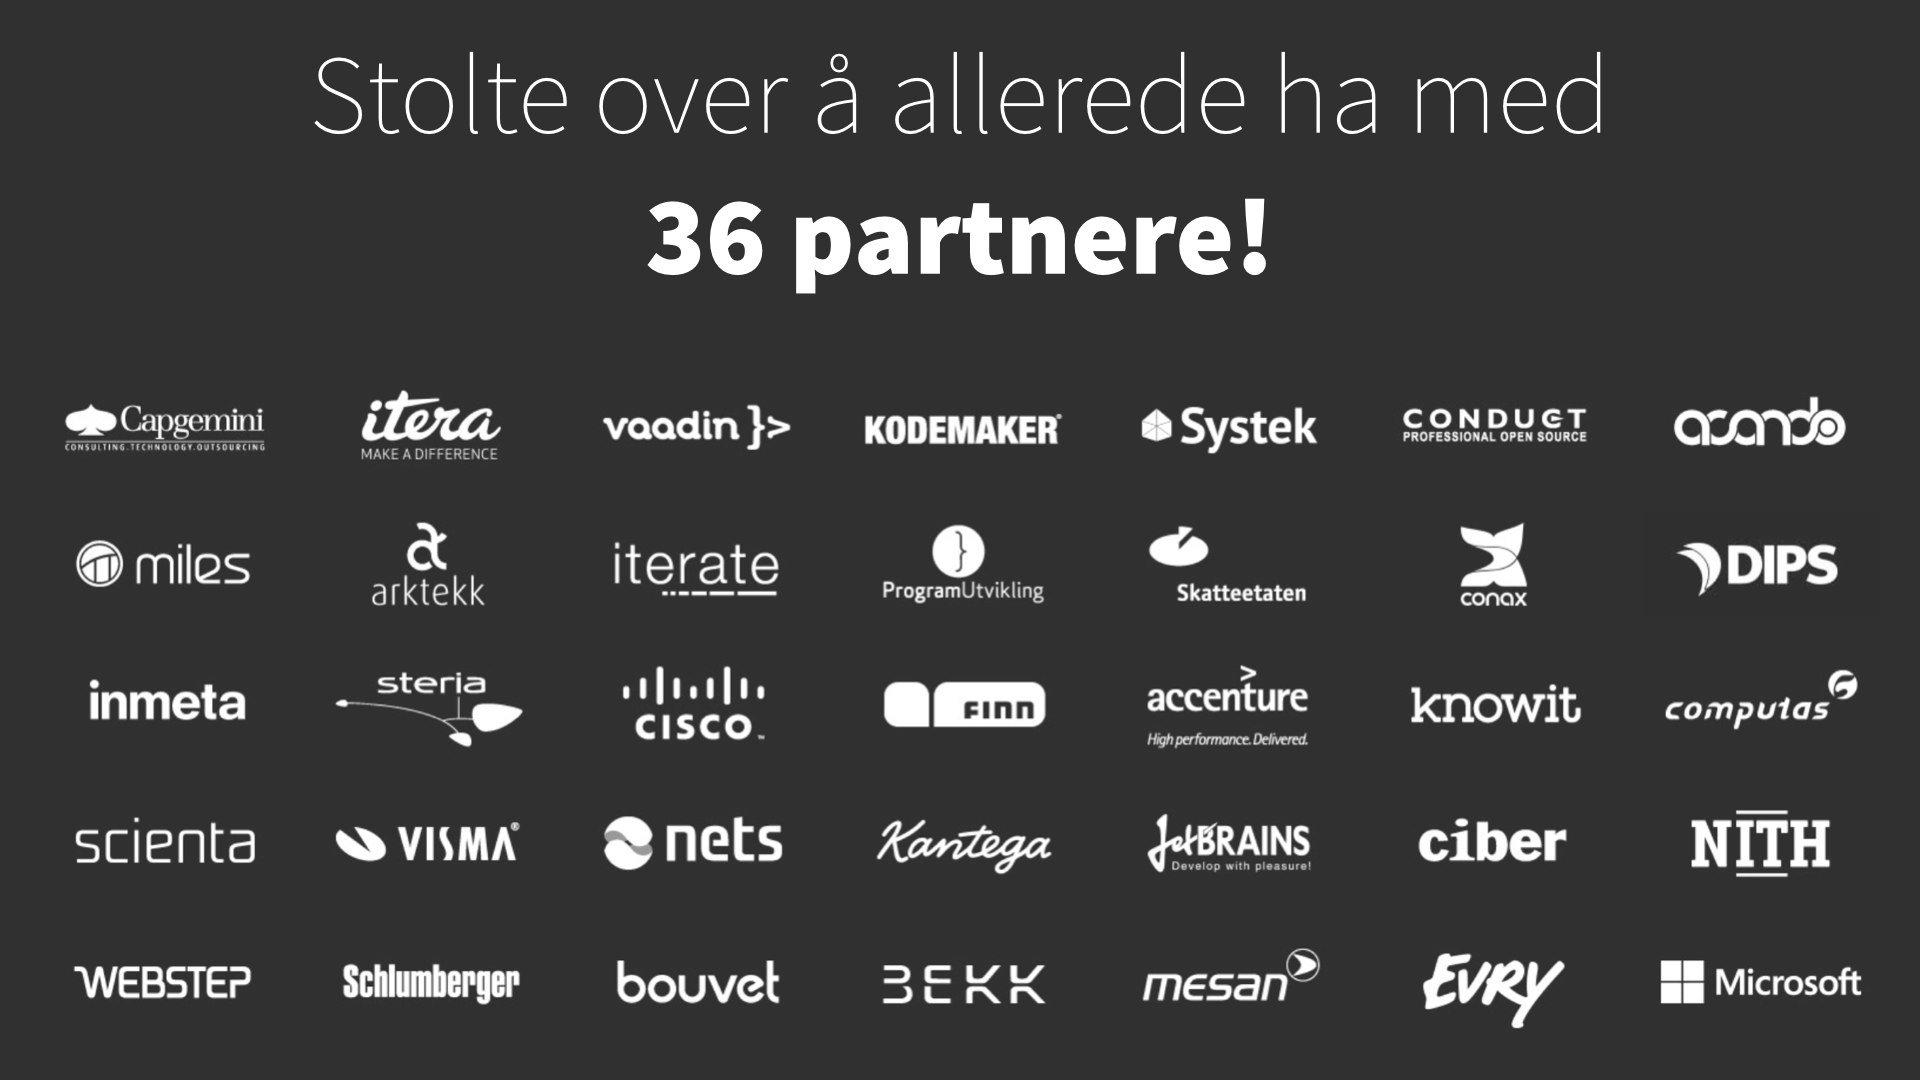 Stolte over å allerede ha med
36 partnere!
Capgemini
CONSULTING.TECHNOLOGY.OUTSOURCING
itera
MAKE A DIFFERENCE
vaadin }>
KODEMAKER®
Systek
CONDUCT
PROFESSIONAL OPEN SOURCE
acando
miles
arktekk
iterate
}
ProgramUtvikling
Skatteetaten
conax
DIPS
inmeta
steria
CISCO™
FINN
accenture
High performance. Delivered.
knowit
computas
scienta
VISMA®
nets
Kantega
JetBRAINS
Develop with pleasure!
ciber
NITH
WEBSTEP
Schlumberger
bouvet
BEKK
mesan
EVRY
Microsoft